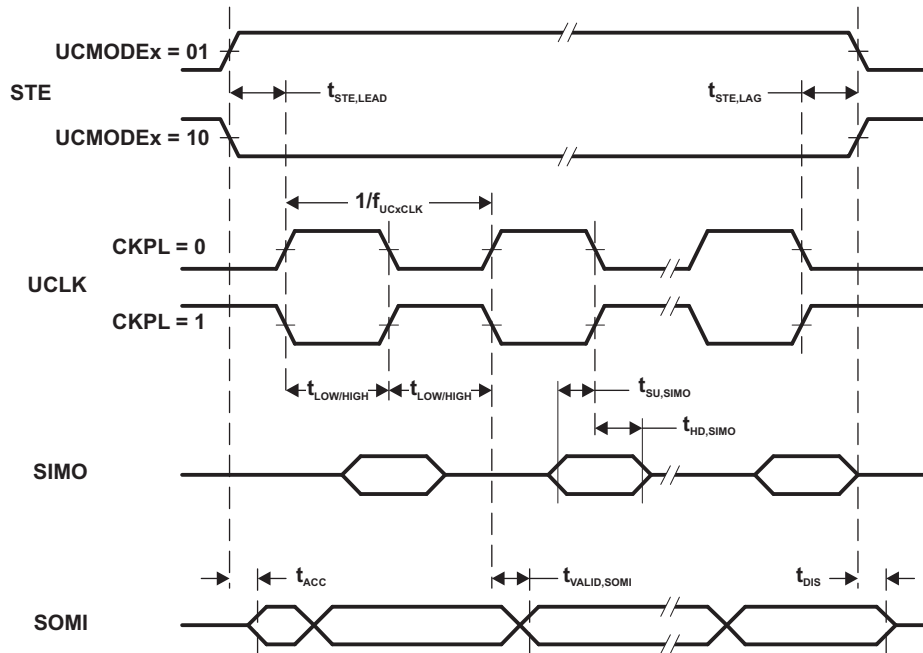 UCMODEx = 01
STE
tSTE,LEAD
tSTE,LAG
UCMODEx = 10
1/fUCxCLK
CKPL = 0
UCLK
CKPL = 1
tLOW/HIGH
tLOW/HIGH
tSU,SIMO
tHD,SIMO
SIMO
tACC
tVALID,SOMI
tDIS
SOMI